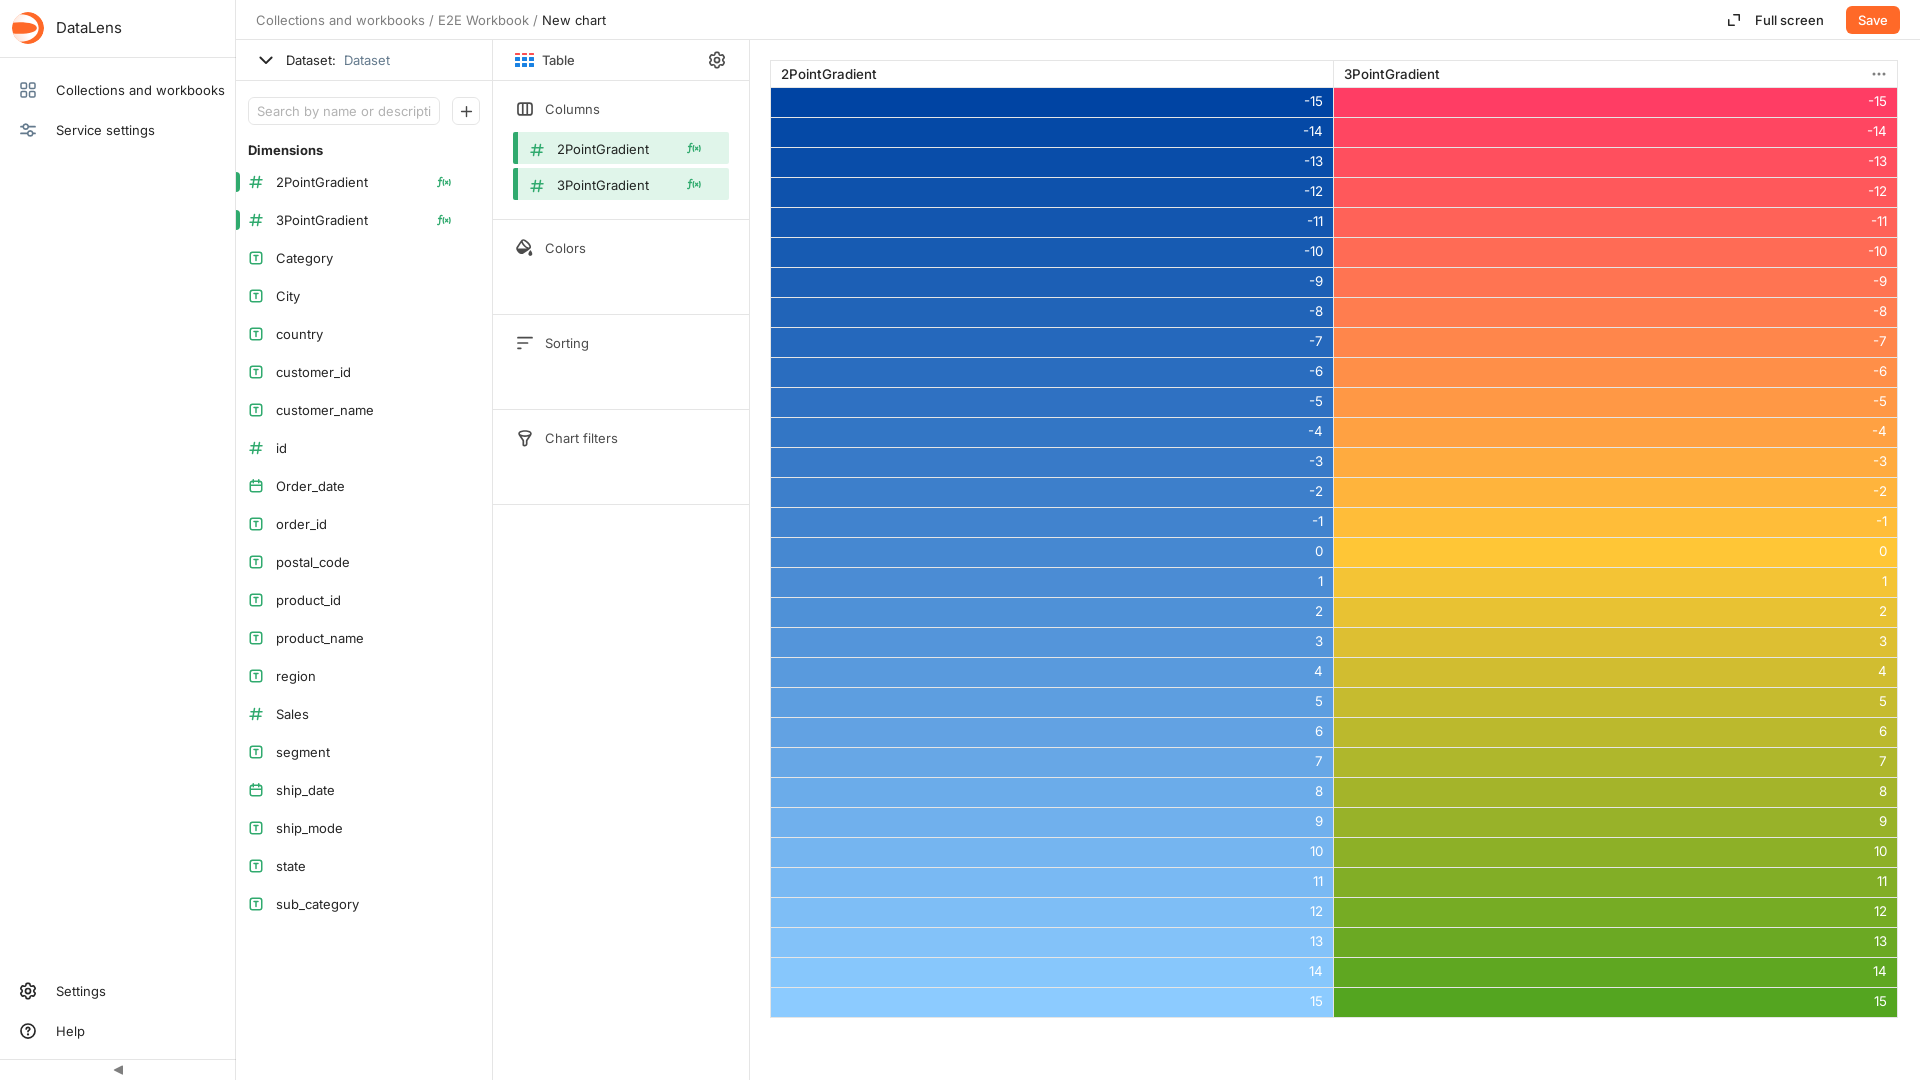 DataLens
Collections and workbooks
Service settings
Settings
Help
Collections and workbooks / E2E Workbook / New chart
Full screen
Save
Dataset: Dataset
Search by name or descripti
Dimensions
2PointGradient
3PointGradient
Category
City
country
customer_id
customer_name
id
Order_date
order_id
postal_code
product_id
product_name
region
Sales
segment
ship_date
ship_mode
state
sub_category
Table
Columns
2PointGradient
3PointGradient
Colors
Sorting
Chart filters
2PointGradient 3PointGradient
-15 -15
-14 -14
-13 -13
-12 -12
-11 -11
-10 -10
-9 -9
-8 -8
-7 -7
-6 -6
-5 -5
-4 -4
-3 -3
-2 -2
-1 -1
0 0
1 1
2 2
3 3
4 4
5 5
6 6
7 7
8 8
9 9
10 10
11 11
12 12
13 13
14 14
15 15